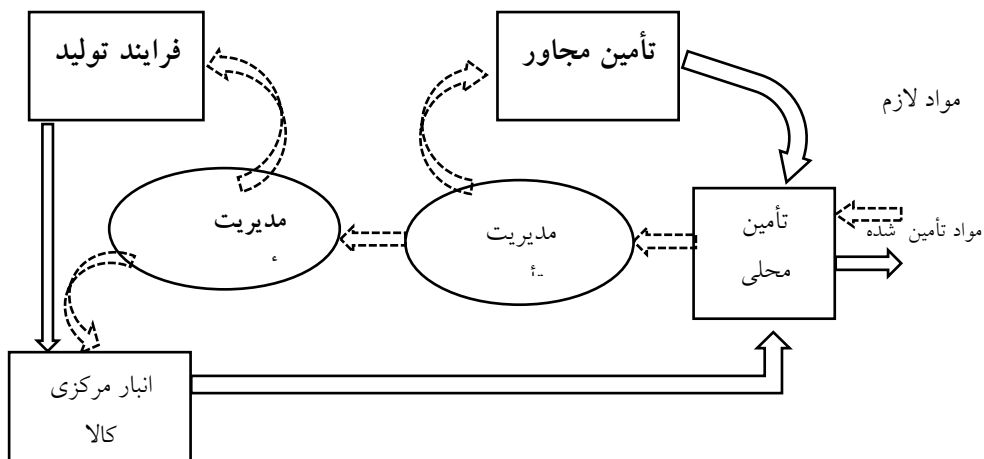 تأمین مجاور
فرایند تولید
مواد لازم
تأمین
محلی
مواد تأمین شده
مدیریت
مدیریت
انبار مرکزی
کالا